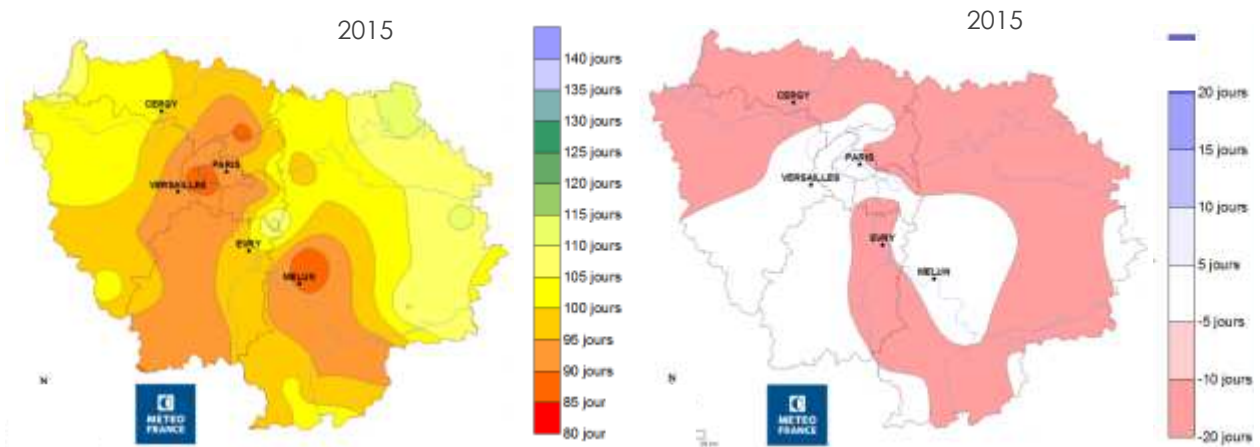 2015
CERGY
PARIS
VERSAILLES
EVRY
MELUN
N
METEO
FRANCE
140 jours
135 jours
130 jours
125 jours
120 jours
115 jours
110 jours
105 jours
100 jours
95 jours
90 jours
85 jour
80 jour
2015
CERGY
PARIS
VERSAILLES
EVRY
MELUN
N
METEO
FRANCE
20 jours
15 jours
10 jours
5 jours
-5 jours
-10 jours
-20 jours